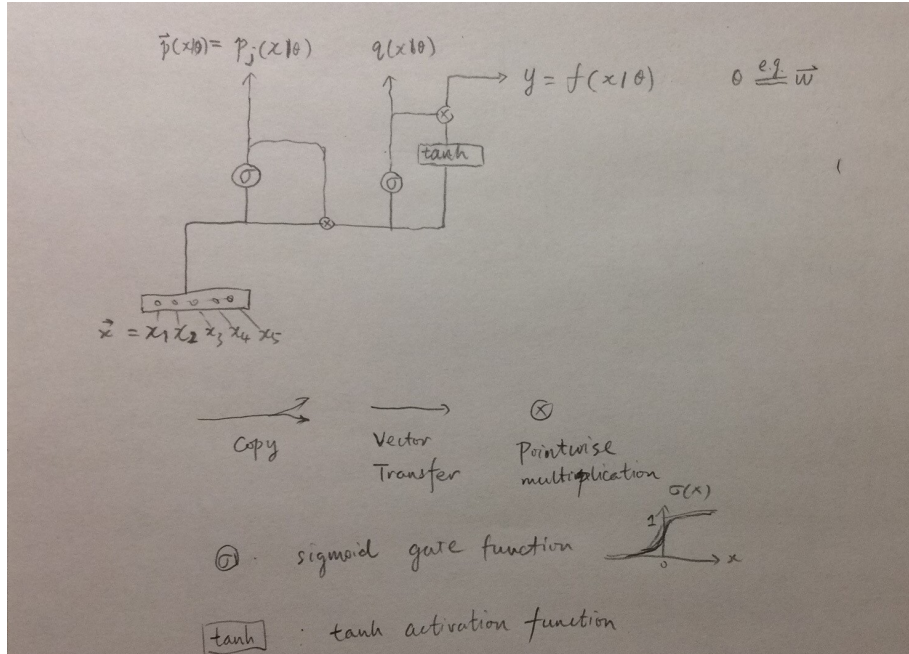 p⃗(x|θ) = p_j(x|θ) q(x|θ)
y = f(x|θ) θ e.g. w⃗
⊗
tanh
σ σ
⊗
x⃗ = x1 x2 x3 x4 x5
⊗
Copy Vector Transfer Pointwise multiplication
σ(x)
1
0 x
σ . sigmoid gate function
tanh . tanh activation function